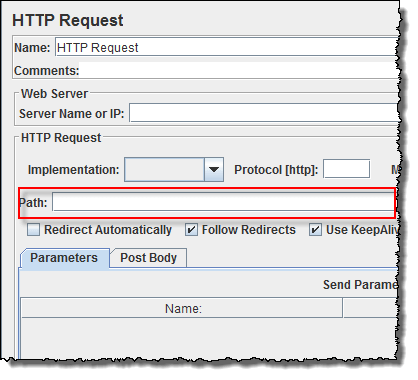 HTTP Request
Name: HTTP Request
Comments:
Web Server
Server Name or IP:
HTTP Request
Implementation: Protocol [http]:
Path:
Redirect Automatically Follow Redirects Use KeepAliv
Parameters Post Body
Send Parame
Name: